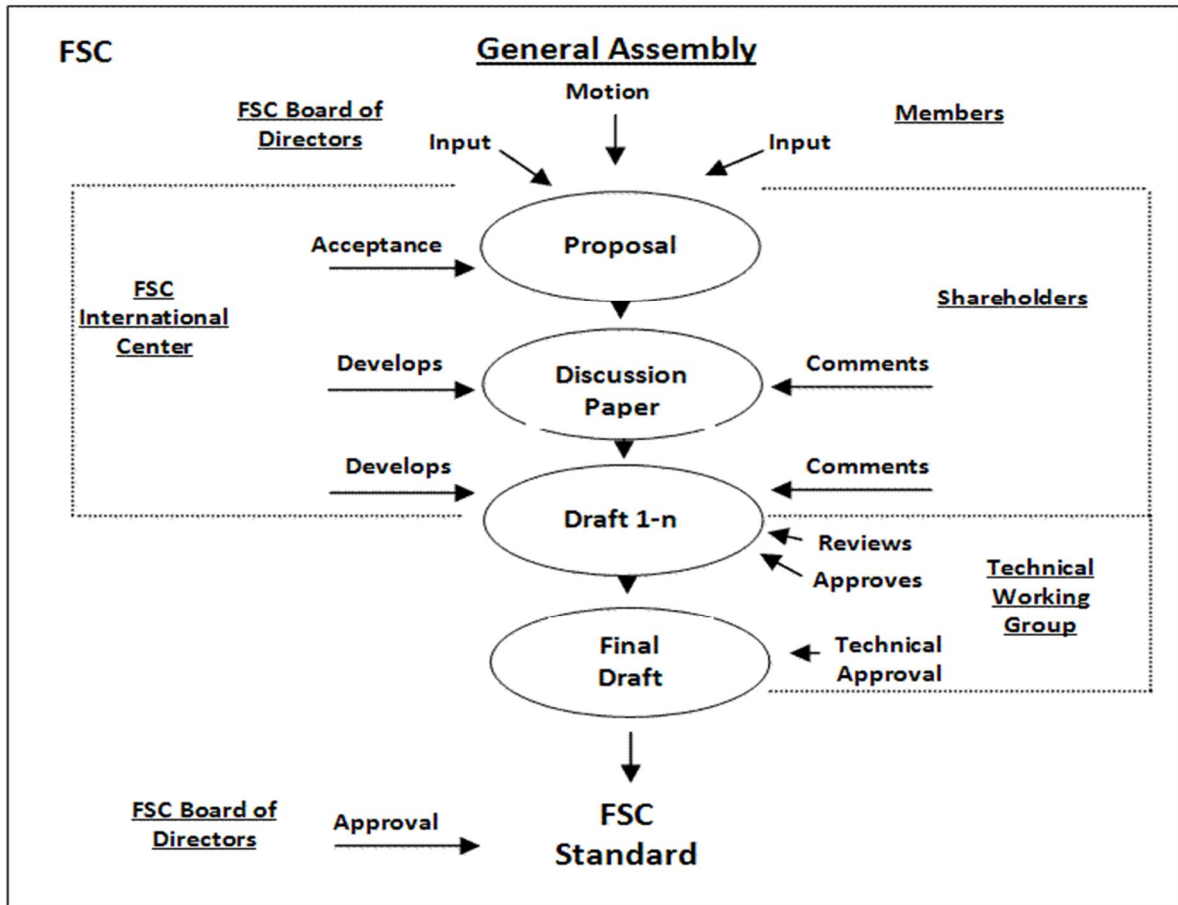 FSC
General Assembly
Motion
FSC Board of
Directors
Members
Input
Input
Proposal
Acceptance
FSC
International
Center
Shareholders
Develops
Discussion
Paper
Comments
Develops
Comments
Draft 1-n
Reviews
Approves
Technical
Working
Group
Final
Draft
Technical
Approval
FSC Board of
Directors
Approval
FSC
Standard